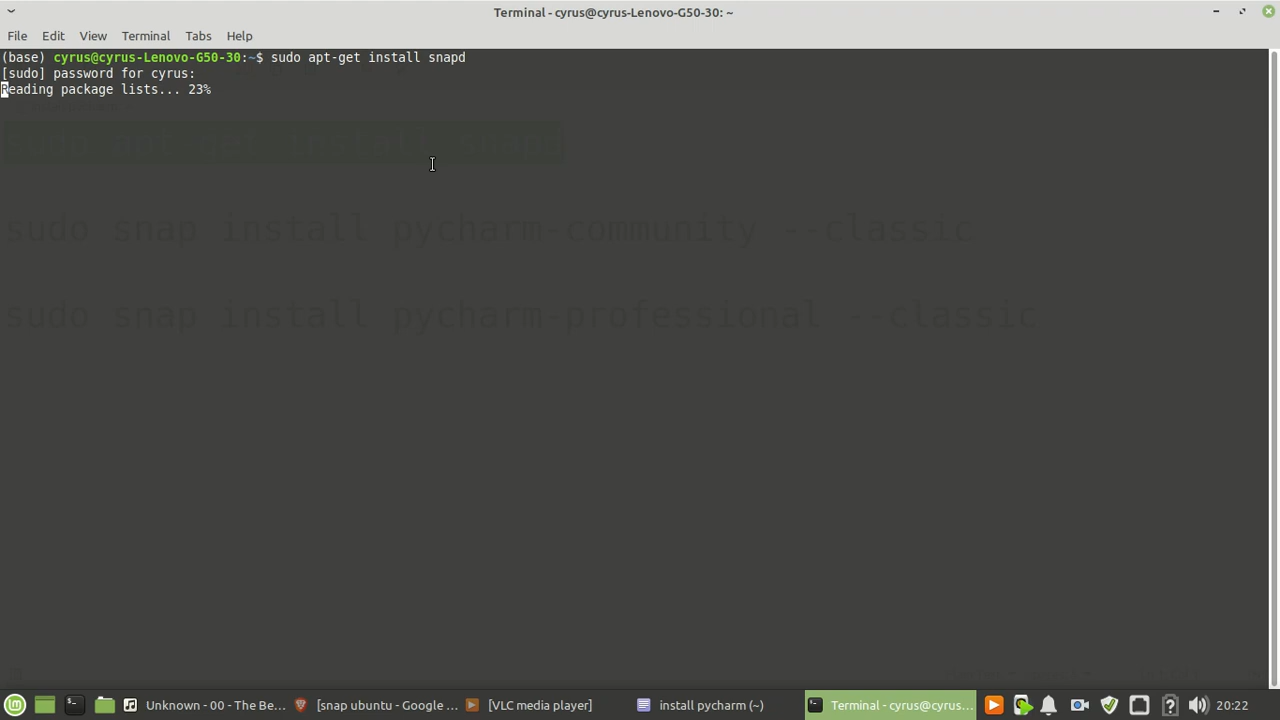 Terminal - cyrus@cyrus-Lenovo-G50-30: ~
File Edit View Terminal Tabs Help
(base) cyrus@cyrus-Lenovo-G50-30:~$ sudo apt-get install snapd
[sudo] password for cyrus:
Reading package lists... 23%
sudo apt-get install snapd
sudo snap install pycharm-community --classic
sudo snap install pycharm-professional --classic
Unknown - 00 - The Be... [snap ubuntu - Google ... [VLC media player] install pycharm (~) Terminal - cyrus@cyrus... 20:22